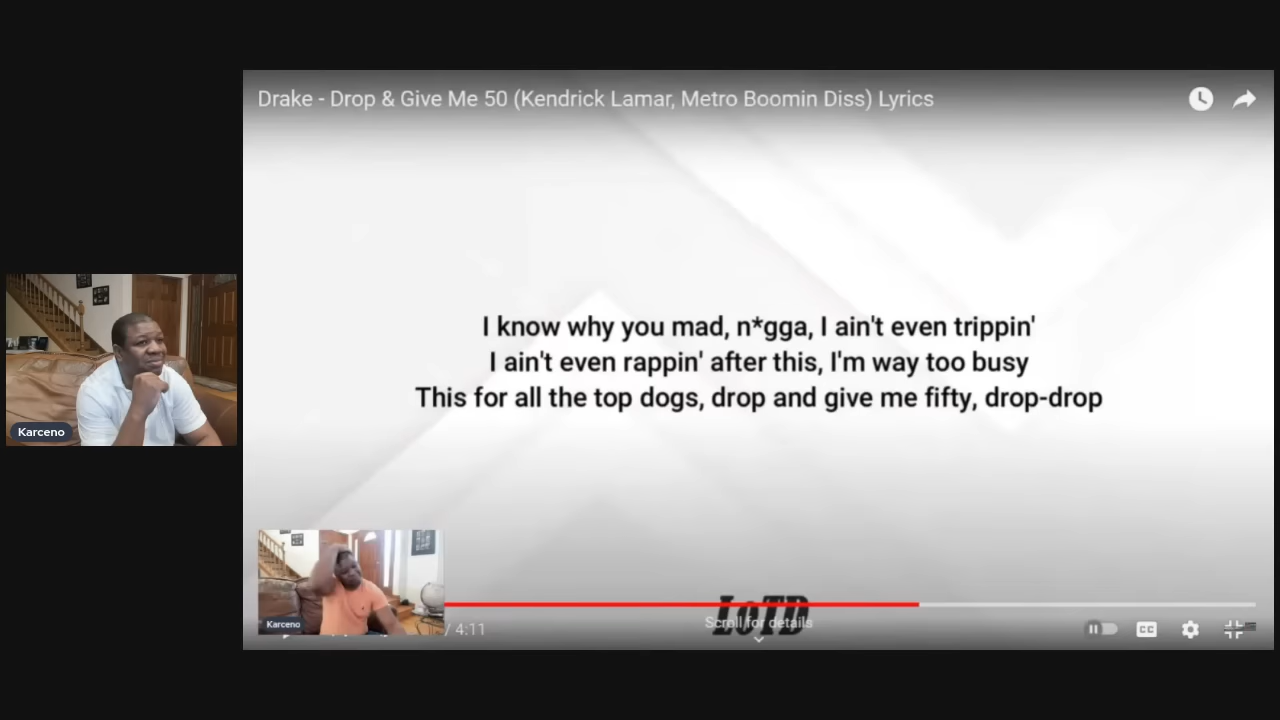 Drake - Drop & Give Me 50 (Kendrick Lamar, Metro Boomin Diss) Lyrics
I know why you mad, n*gga, I ain't even trippin'
I ain't even rappin' after this, I'm way too busy
This for all the top dogs, drop and give me fifty, drop-drop
Karceno
Karceno
LOTD
Scroll for details
/ 4:11
CC